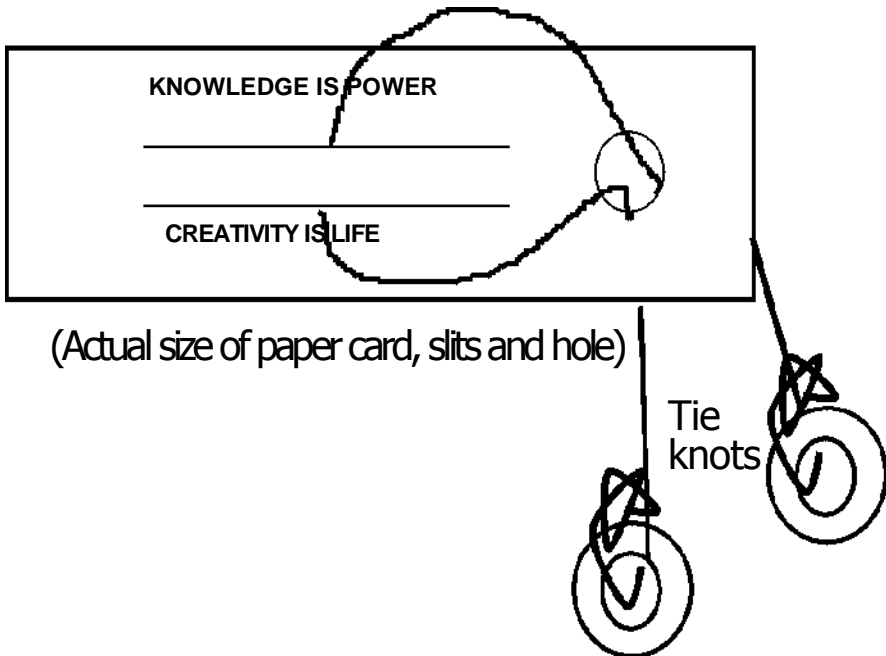 KNOWLEDGE IS POWER
CREATIVITY IS LIFE
(Actual size of paper card, slits and hole)
Tie
knots